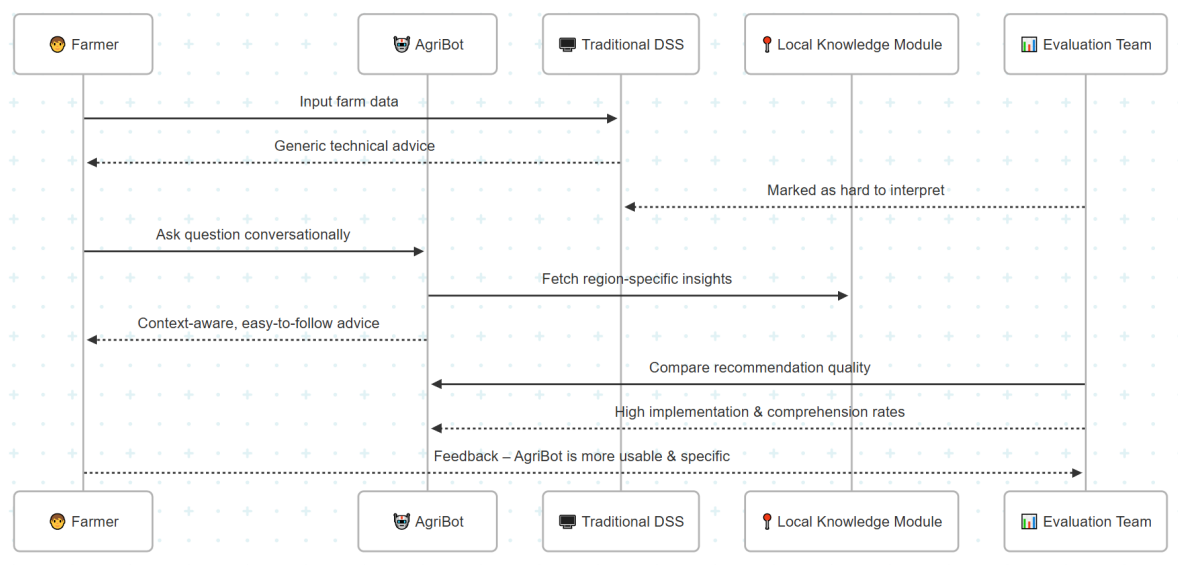 Farmer
AgriBot
Traditional DSS
Local Knowledge Module
Evaluation Team
Input farm data
Generic technical advice
Marked as hard to interpret
Ask question conversationally
Fetch region-specific insights
Context-aware, easy-to-follow advice
Compare recommendation quality
High implementation & comprehension rates
Feedback – AgriBot is more usable & specific
Farmer
AgriBot
Traditional DSS
Local Knowledge Module
Evaluation Team